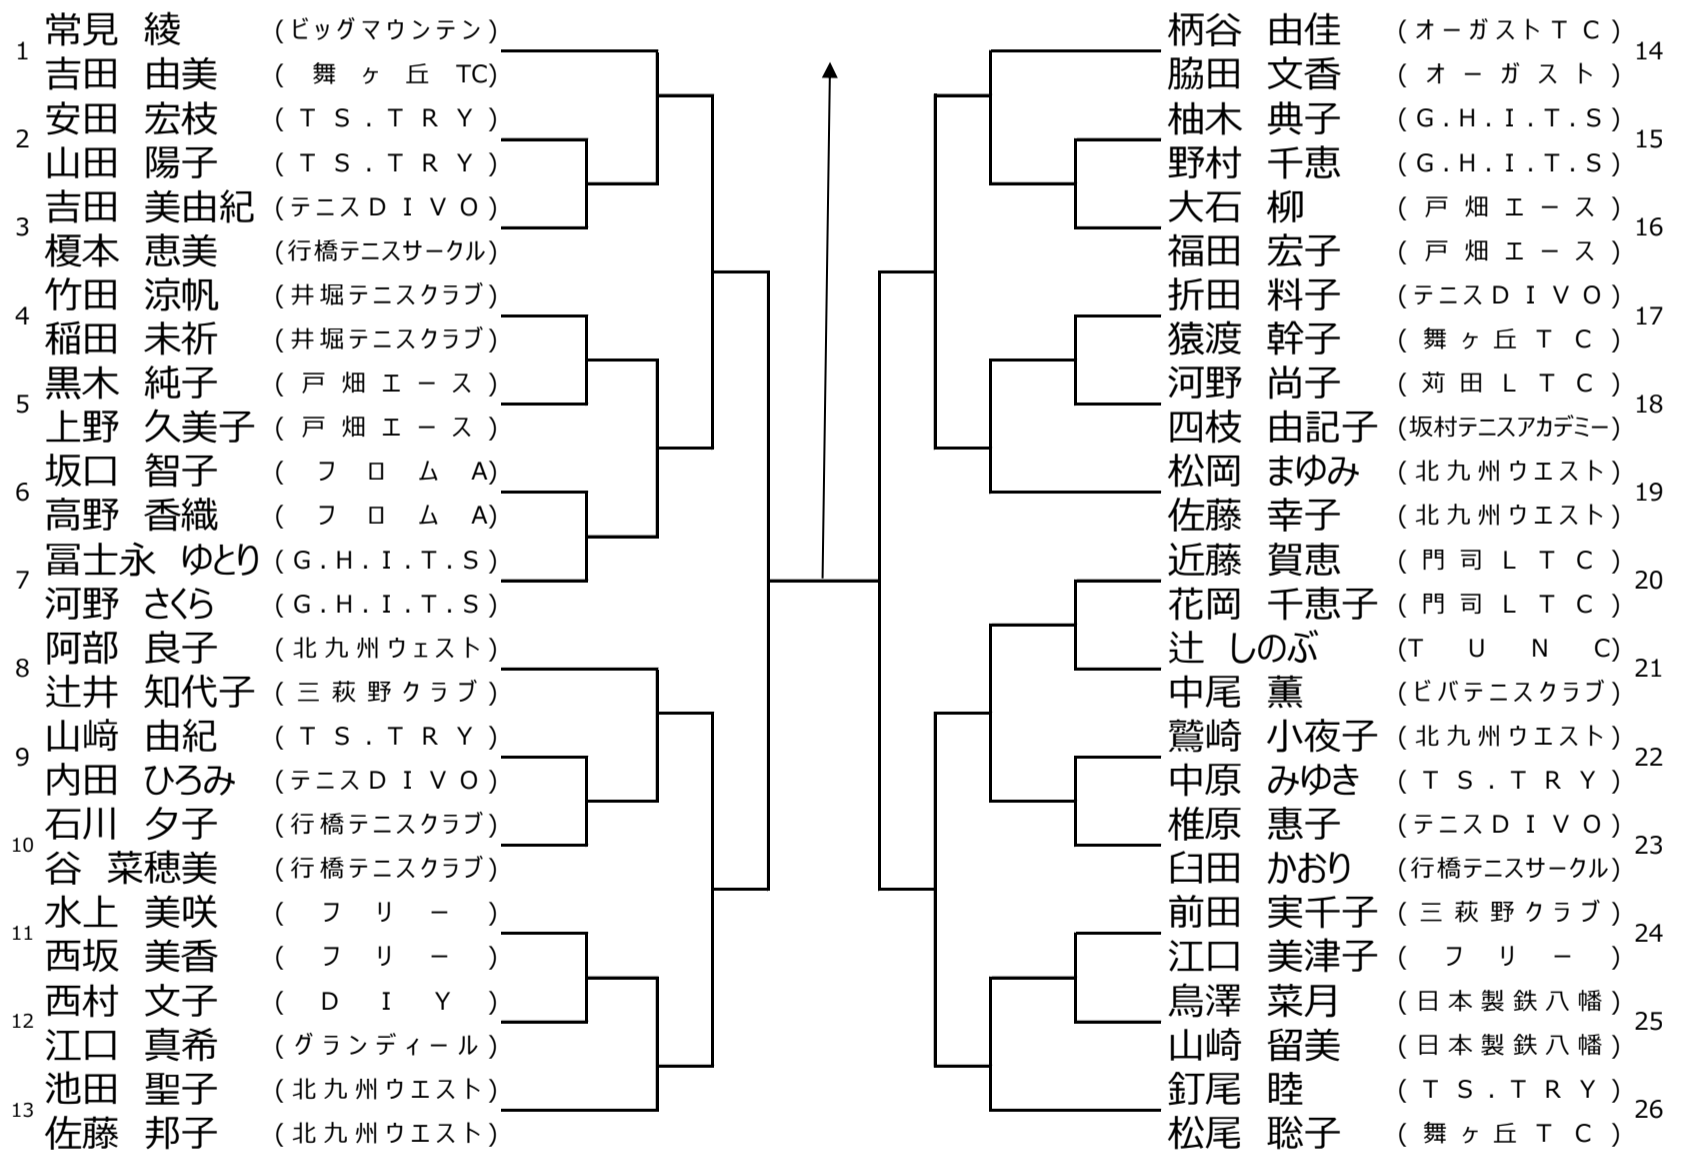 1 常見 綾 (ビッグマウンテン)
吉田 由美 (舞ヶ丘TC)
2 安田 宏枝 (TS.TRY)
山田 陽子 (TS.TRY)
3 吉田 美由紀 (テニスDIVO)
榎本 恵美 (行橋テニスサークル)
4 竹田 涼帆 (井堀テニスクラブ)
稲田 未祈 (井堀テニスクラブ)
5 黒木 純子 (戸畑エース)
上野 久美子 (戸畑エース)
6 坂口 智子 (フロムA)
高野 香織 (フロムA)
7 冨士永 ゆとり (G.H.I.T.S)
河野 さくら (G.H.I.T.S)
8 阿部 良子 (北九州ウェスト)
辻井 知代子 (三萩野クラブ)
9 山﨑 由紀 (TS.TRY)
内田 ひろみ (テニスDIVO)
10 石川 夕子 (行橋テニスクラブ)
谷 菜穂美 (行橋テニスクラブ)
11 水上 美咲 (フリー)
西坂 美香 (フリー)
12 西村 文子 (DIY)
江口 真希 (グランディール)
13 池田 聖子 (北九州ウエスト)
佐藤 邦子 (北九州ウエスト)
柄谷 由佳 (オーガストTC) 14
脇田 文香 (オーガスト)
柚木 典子 (G.H.I.T.S) 15
野村 千恵 (G.H.I.T.S)
大石 柳 (戸畑エース) 16
福田 宏子 (戸畑エース)
折田 料子 (テニスDIVO) 17
猿渡 幹子 (舞ヶ丘TC)
河野 尚子 (苅田LTC) 18
四枝 由記子 (坂村テニスアカデミー)
松岡 まゆみ (北九州ウエスト) 19
佐藤 幸子 (北九州ウエスト)
近藤 賀恵 (門司LTC) 20
花岡 千恵子 (門司LTC)
辻 しのぶ (TUNC) 21
中尾 薫 (ビバテニスクラブ)
鷲崎 小夜子 (北九州ウエスト) 22
中原 みゆき (TS.TRY)
椎原 惠子 (テニスDIVO) 23
臼田 かおり (行橋テニスサークル)
前田 実千子 (三萩野クラブ) 24
江口 美津子 (フリー)
鳥澤 菜月 (日本製鉄八幡) 25
山崎 留美 (日本製鉄八幡)
釘尾 睦 (TS.TRY) 26
松尾 聡子 (舞ヶ丘TC)